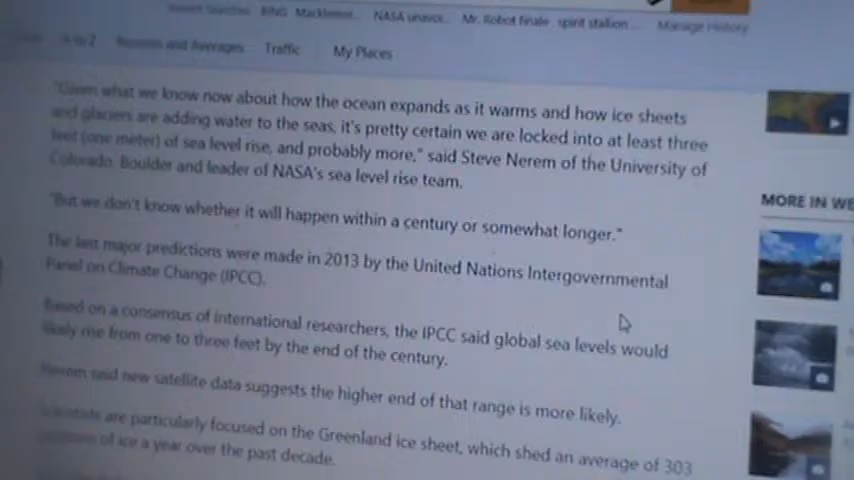 Recent Searches BING Macklemor... NASA unavoi... Mr. Robot finale spirit stallion ... Manage History
A to Z Records and Averages Traffic My Places
"Given what we know now about how the ocean expands as it warms and how ice sheets
and glaciers are adding water to the seas, it's pretty certain we are locked into at least three
feet (one meter) of sea level rise, and probably more," said Steve Nerem of the University of
Colorado, Boulder and leader of NASA's sea level rise team.
"But we don't know whether it will happen within a century or somewhat longer."
The last major predictions were made in 2013 by the United Nations Intergovernmental
Panel on Climate Change (IPCC).
MORE IN WE
Based on a consensus of international researchers, the IPCC said global sea levels would
likely rise from one to three feet by the end of the century.
Nerem said new satellite data suggests the higher end of that range is more likely.
Scientists are particularly focused on the Greenland ice sheet, which shed an average of 303
of ice a year over the past decade.